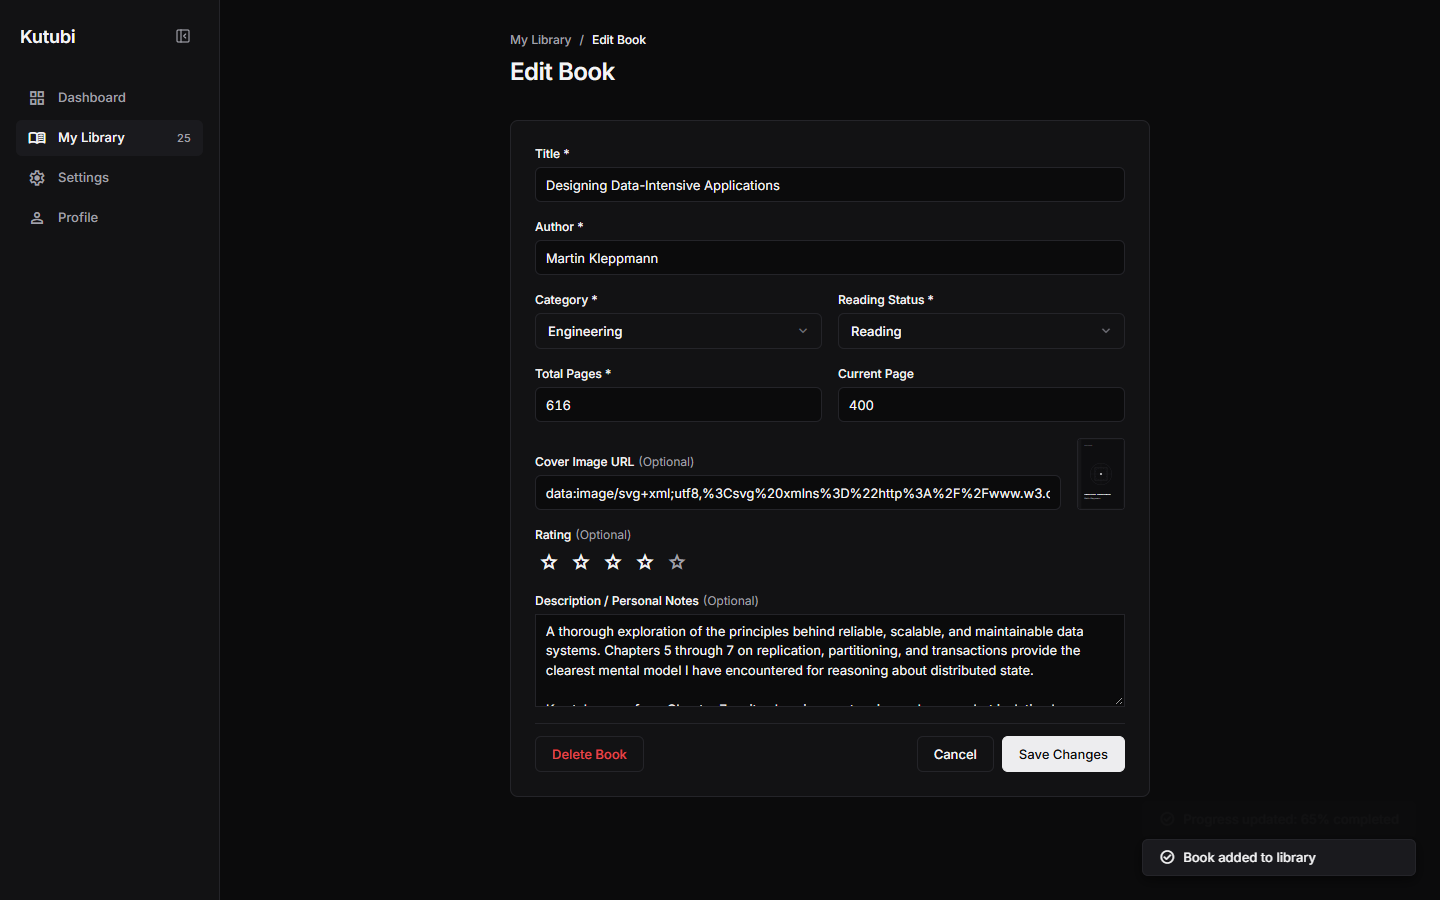 Kutubi
Dashboard
My Library 25
Settings
Profile
My Library / Edit Book
Edit Book
Title *
Designing Data-Intensive Applications
Author *
Martin Kleppmann
Category * Reading Status *
Engineering Reading
Total Pages * Current Page
616 400
Cover Image URL (Optional)
data:image/svg+xml;utf8,%3Csvg%20xmlns%3D%22http%3A%2F%2Fwww.w3.o
Rating (Optional)
Description / Personal Notes (Optional)
A thorough exploration of the principles behind reliable, scalable, and maintainable data
systems. Chapters 5 through 7 on replication, partitioning, and transactions provide the
clearest mental model I have encountered for reasoning about distributed state.
Delete Book Cancel Save Changes
Progress updated: 65% completed
Book added to library